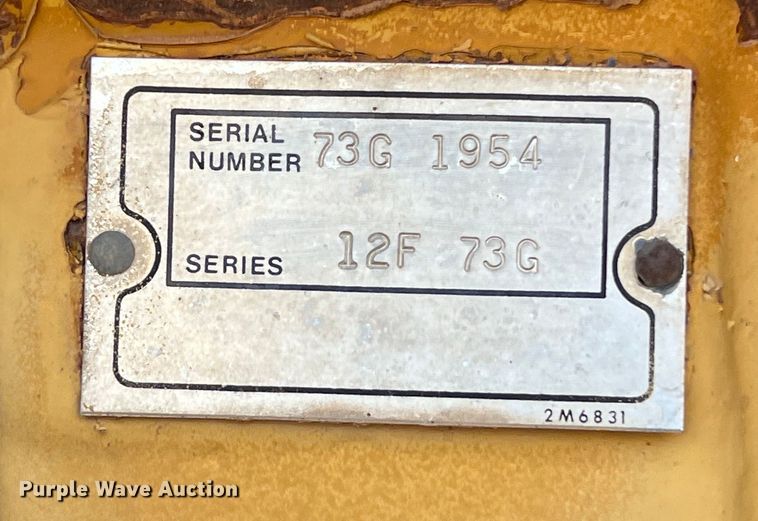 SERIAL
NUMBER 73G 1954
SERIES 12F 73G
2M6831
Purple Wave Auction